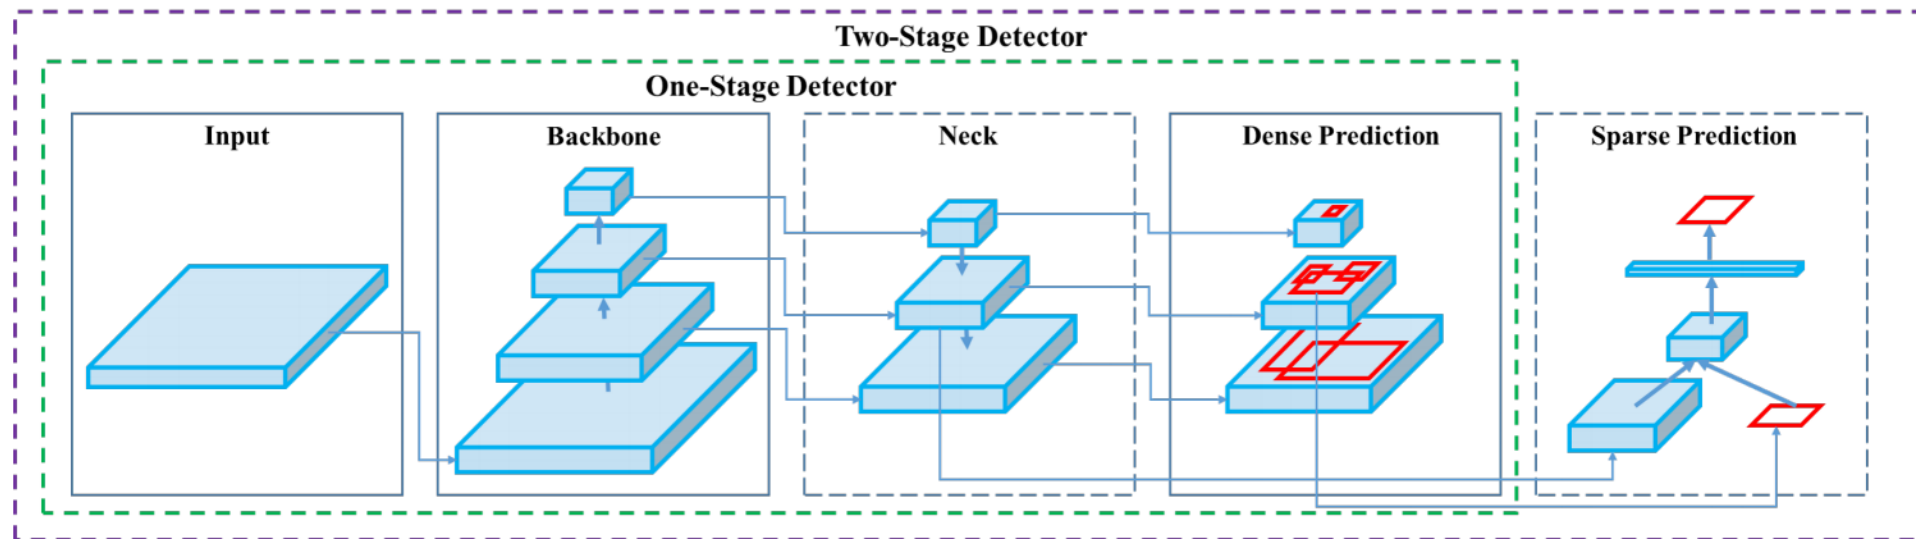 Two-Stage Detector
One-Stage Detector
Input
Backbone
Neck
Dense Prediction
Sparse Prediction